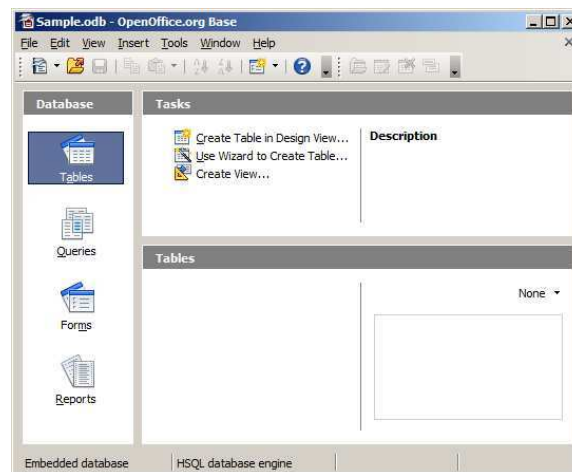 Sample.odb - OpenOffice.org Base
File Edit View Insert Tools Window Help
Database
Tables
Queries
Forms
Reports
Tasks
Create Table in Design View...
Use Wizard to Create Table...
Create View...
Description
Tables
None
Embedded database
HSQL database engine